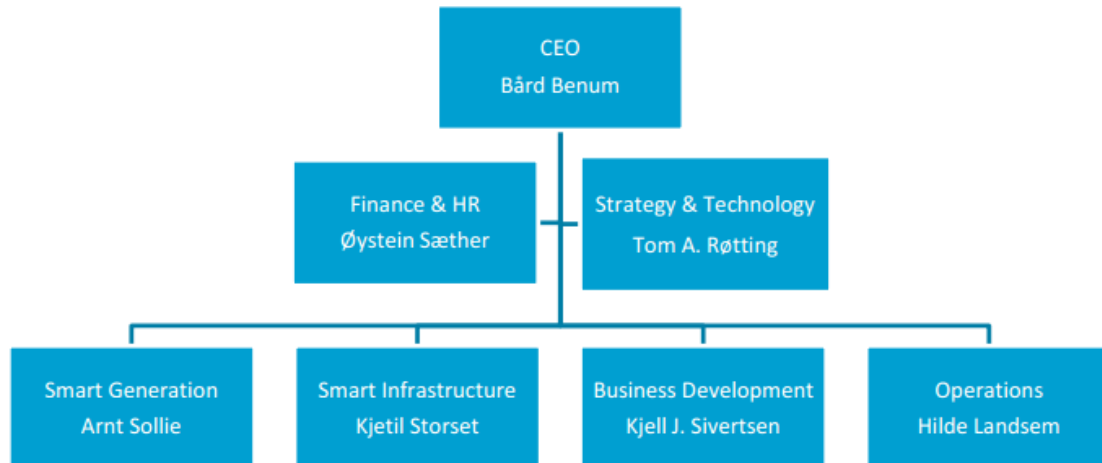 CEO
Bård Benum
Finance & HR
Øystein Sæther
Strategy & Technology
Tom A. Røtting
Smart Generation
Arnt Sollie
Smart Infrastructure
Kjetil Storset
Business Development
Kjell J. Sivertsen
Operations
Hilde Landsem